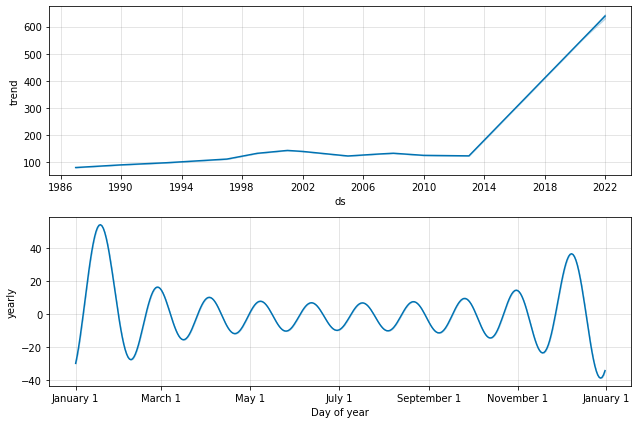 600
500
400
300
200
100
trend
1986 1990 1994 1998 2002 2006 2010 2014 2018 2022
ds
40
20
0
−20
−40
yearly
January 1 March 1 May 1 July 1 September 1 November 1 January 1
Day of year